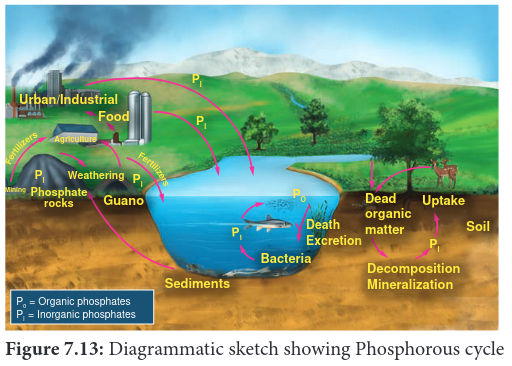 P_I
Urban/Industrial
Food
P_I
Fertilizers
Agriculture
Fertilizers
Mining
P_I
Weathering
P_I
Phosphate
rocks
Guano
P_o
P_I
Death
Excretion
Bacteria
Sediments
Dead
organic
matter
Uptake
Soil
P_I
Decomposition
Mineralization
P_o = Organic phosphates
P_I = Inorganic phosphates
Figure 7.13: Diagrammatic sketch showing Phosphorous cycle